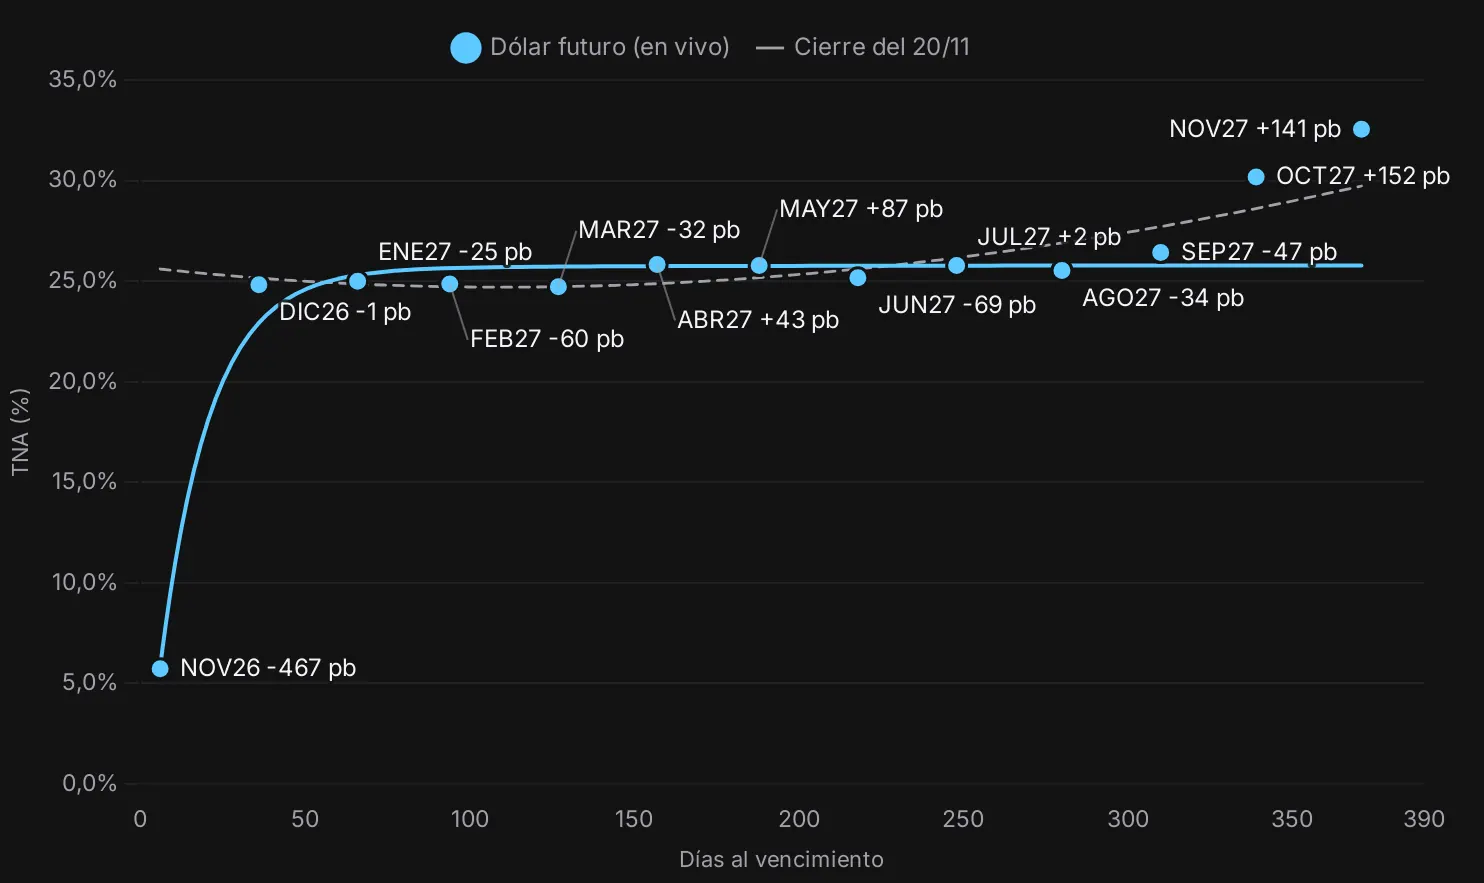 Dólar futuro (en vivo)
Cierre del 20/11
35,0%
30,0%
25,0%
20,0%
15,0%
10,0%
5,0%
0,0%
TNA (%)
NOV27 +141 pb
OCT27 +152 pb
MAY27 +87 pb
MAR27 -32 pb
JUL27 +2 pb
ENE27 -25 pb
SEP27 -47 pb
DIC26 -1 pb
ABR27 +43 pb
JUN27 -69 pb
AGO27 -34 pb
FEB27 -60 pb
NOV26 -467 pb
0
50
100
150
200
250
300
350
390
Días al vencimiento